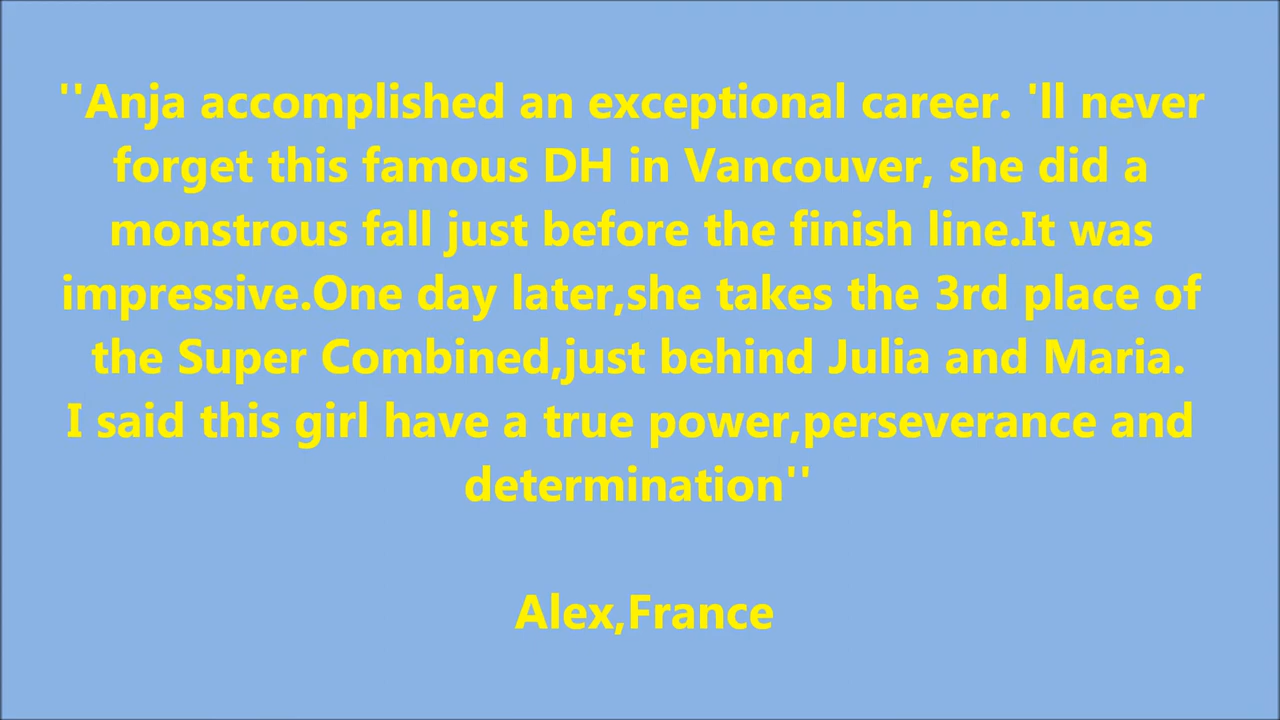 ''Anja accomplished an exceptional career. 'll never
forget this famous DH in Vancouver, she did a
monstrous fall just before the finish line.It was
impressive.One day later,she takes the 3rd place of
the Super Combined,just behind Julia and Maria.
I said this girl have a true power,perseverance and
determination''
Alex,France